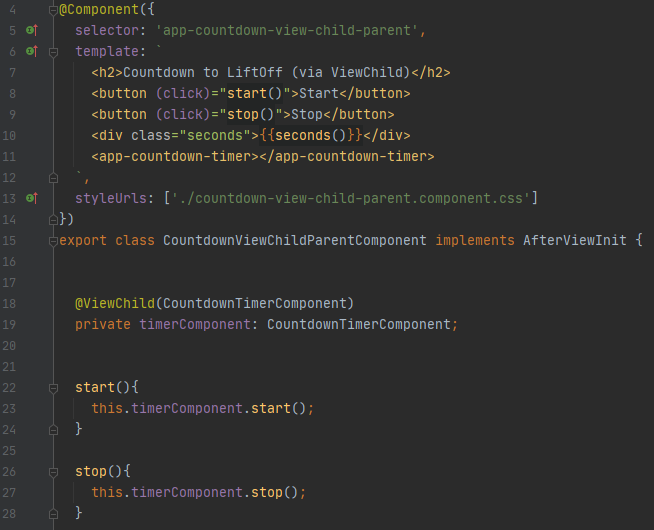 4 @Component({
5 selector: 'app-countdown-view-child-parent',
6 template: `
7 <h2>Countdown to LiftOff (via ViewChild)</h2>
8 <button (click)="start()">Start</button>
9 <button (click)="stop()">Stop</button>
10 <div class="seconds">{{seconds()}}</div>
11 <app-countdown-timer></app-countdown-timer>
12 `,
13 styleUrls: ['./countdown-view-child-parent.component.css']
14 })
15 export class CountdownViewChildParentComponent implements AfterViewInit {
16
17
18 @ViewChild(CountdownTimerComponent)
19 private timerComponent: CountdownTimerComponent;
20
21
22 start(){
23 this.timerComponent.start();
24 }
25
26 stop(){
27 this.timerComponent.stop();
28 }